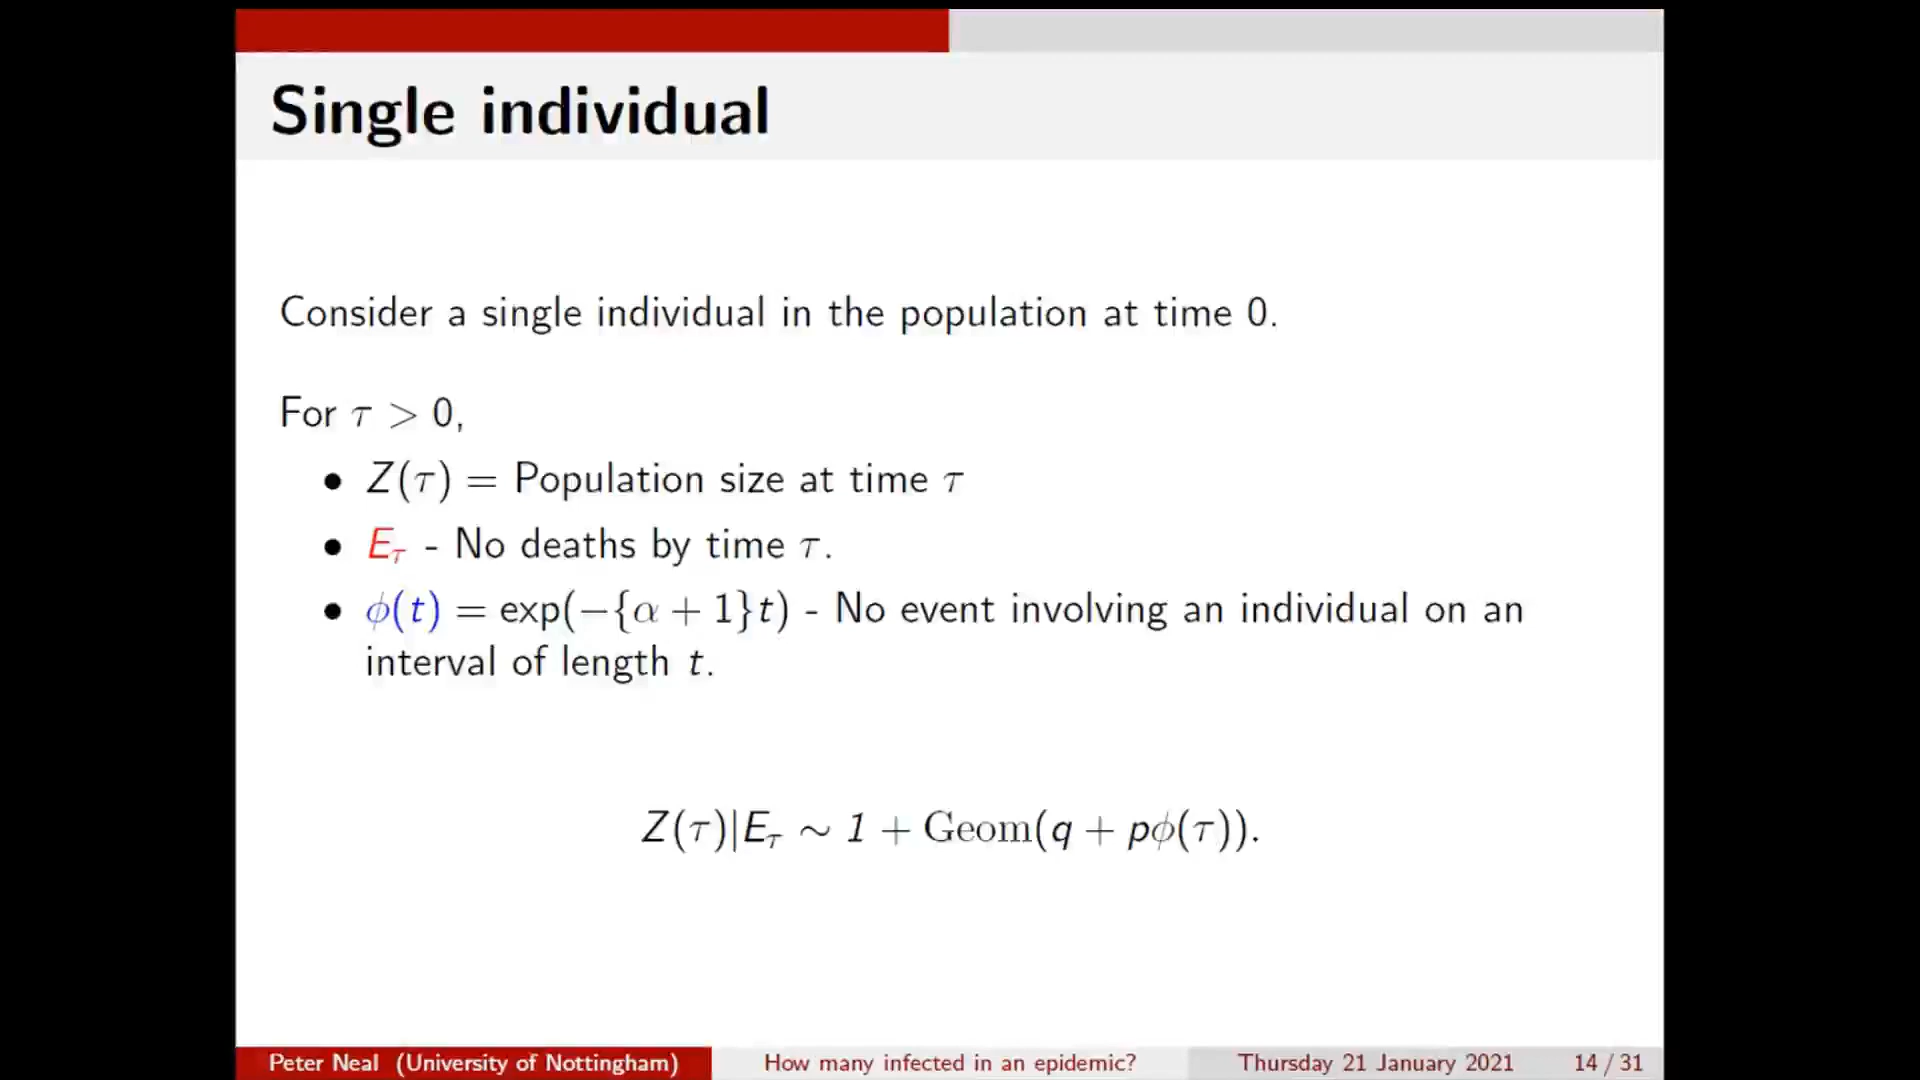 Single individual
Consider a single individual in the population at time 0.
For τ > 0,
• Z(τ) = Population size at time τ
• Eτ - No deaths by time τ.
• ϕ(t) = exp(−{α + 1}t) - No event involving an individual on an
interval of length t.
Z(τ)|Eτ ∼ 1 + Geom(q + pϕ(τ)).
Peter Neal (University of Nottingham) How many infected in an epidemic? Thursday 21 January 2021 14 / 31